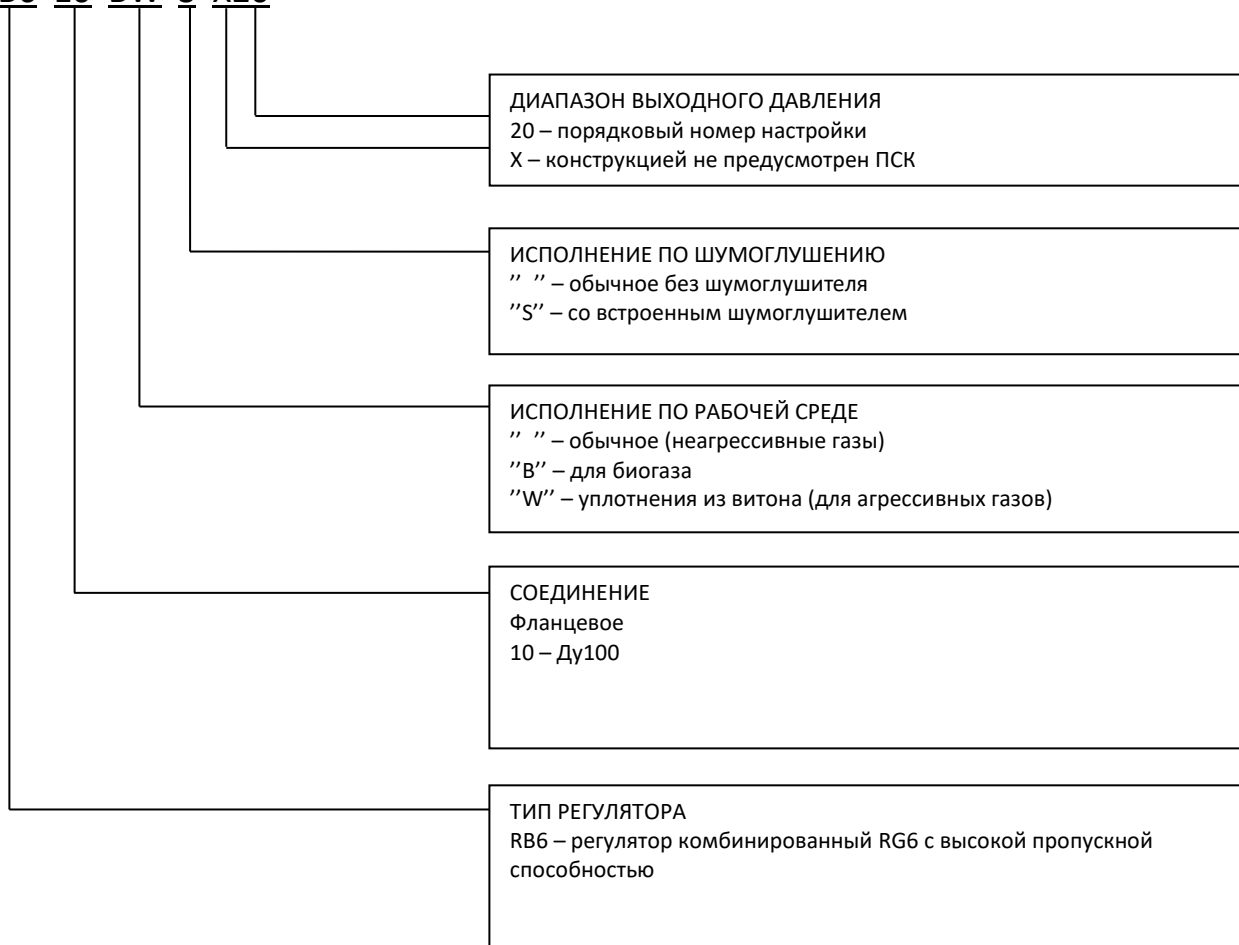 ДИАПАЗОН ВЫХОДНОГО ДАВЛЕНИЯ
20 – порядковый номер настройки
Х – конструкцией не предусмотрен ПСК
ИСПОЛНЕНИЕ ПО ШУМОГЛУШЕНИЮ
’’ ’’ – обычное без шумоглушителя
’’S’’ – со встроенным шумоглушителем
ИСПОЛНЕНИЕ ПО РАБОЧЕЙ СРЕДЕ
’’ ’’ – обычное (неагрессивные газы)
’’B’’ – для биогаза
’’W’’ – уплотнения из витона (для агрессивных газов)
СОЕДИНЕНИЕ
Фланцевое
10 – Ду100
ТИП РЕГУЛЯТОРА
RB6 – регулятор комбинированный RG6 с высокой пропускной
способностью